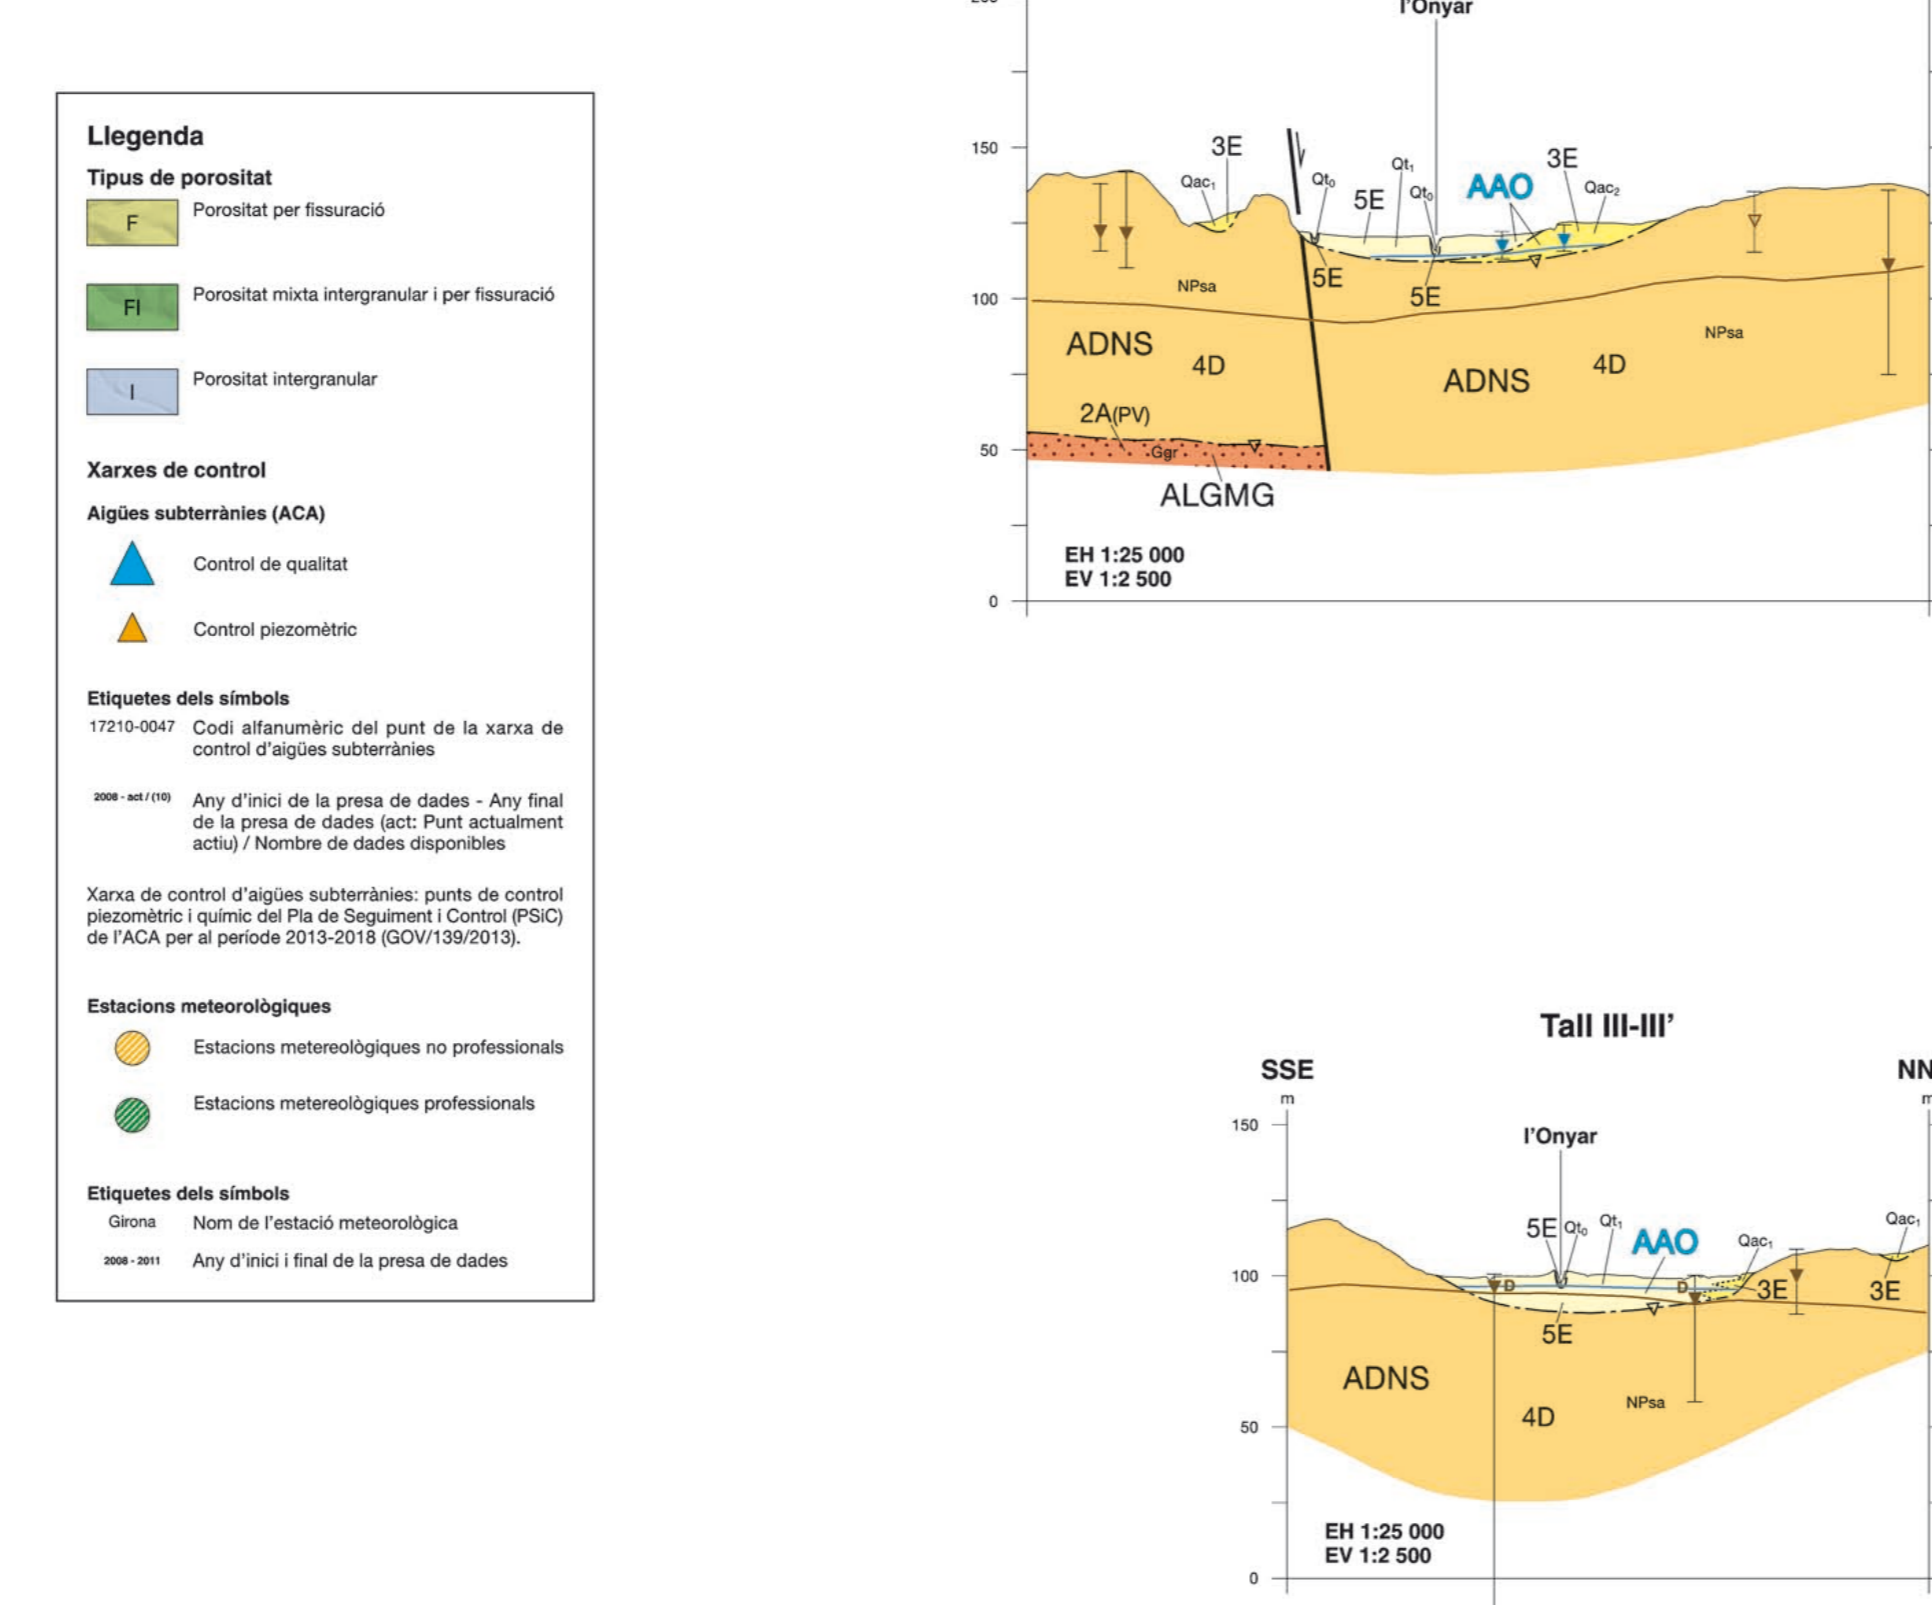 Llegenda
Tipus de porositat
F Porositat per fissuració
FI Porositat mixta intergranular i per fissuració
I Porositat intergranular
Xarxes de control
Aigües subterrànies (ACA)
Control de qualitat
Control piezomètric
Etiquetes dels símbols
17210-0047 Codi alfanumèric del punt de la xarxa de
control d'aigües subterrànies
2008 - act / (10) Any d'inici de la presa de dades - Any final
de la presa de dades (act: Punt actualment
actiu) / Nombre de dades disponibles
Xarxa de control d'aigües subterrànies: punts de control
piezomètric i químic del Pla de Seguiment i Control (PSiC)
de l'ACA per al període 2013-2018 (GOV/139/2013).
Estacions meteorològiques
Estacions metereològiques no professionals
Estacions metereològiques professionals
Etiquetes dels símbols
Girona Nom de l'estació meteorològica
2008 - 2011 Any d'inici i final de la presa de dades
l'Onyar
150
3E
Qac₁
Qt₀
5E
Qt₁
Qt₀
AAO
3E
Qac₂
5E
5E
NPsa
100
ADNS
4D
NPsa
4D
ADNS
2A(PV)
50
Ggr
ALGMG
EH 1:25 000
EV 1:2 500
0
Tall III-III'
SSE NN
m
150
l'Onyar
5E Qt₀ Qt₁
AAO
Qac₁
Qac₁
100
D
D
3E
3E
5E
ADNS
4D
NPsa
50
EH 1:25 000
EV 1:2 500
0